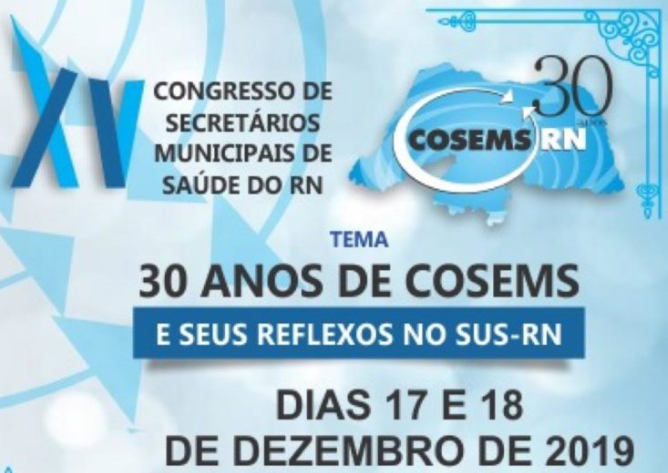 XV
CONGRESSO DE
SECRETÁRIOS
MUNICIPAIS DE
SAÚDE DO RN
30
ANOS
COSEMS RN
TEMA
30 ANOS DE COSEMS
E SEUS REFLEXOS NO SUS-RN
DIAS 17 E 18
DE DEZEMBRO DE 2019